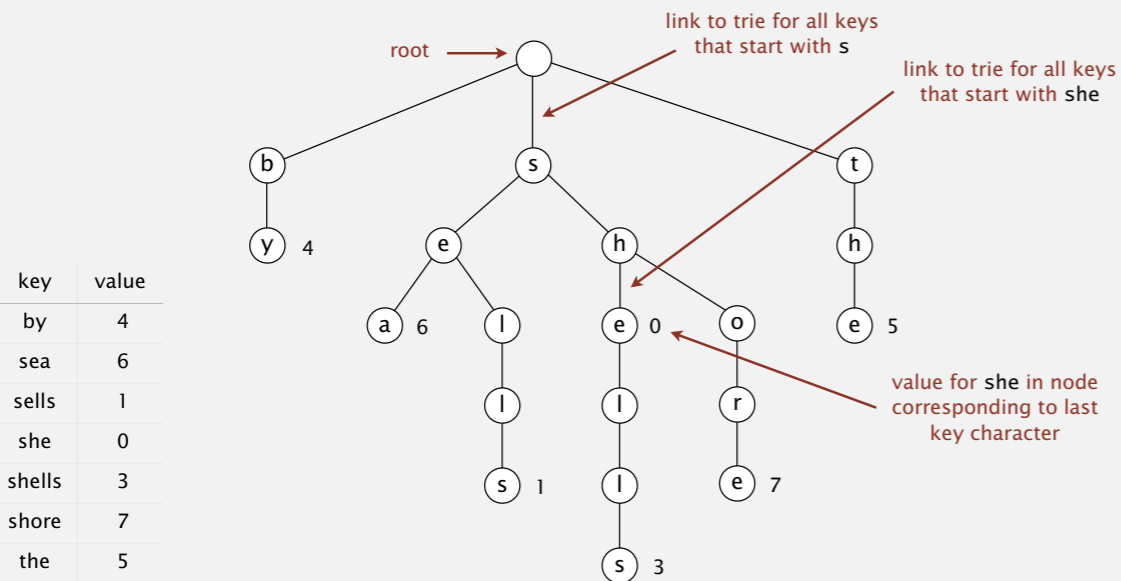 link to trie for all keys
that start with s
root
link to trie for all keys
that start with she
b
s
t
y 4
e
h
h
key value
by 4
sea 6
sells 1
she 0
shells 3
shore 7
the 5
a 6
l
e 0
o
e 5
value for she in node
corresponding to last
key character
l
l
r
s 1
l
e 7
s 3